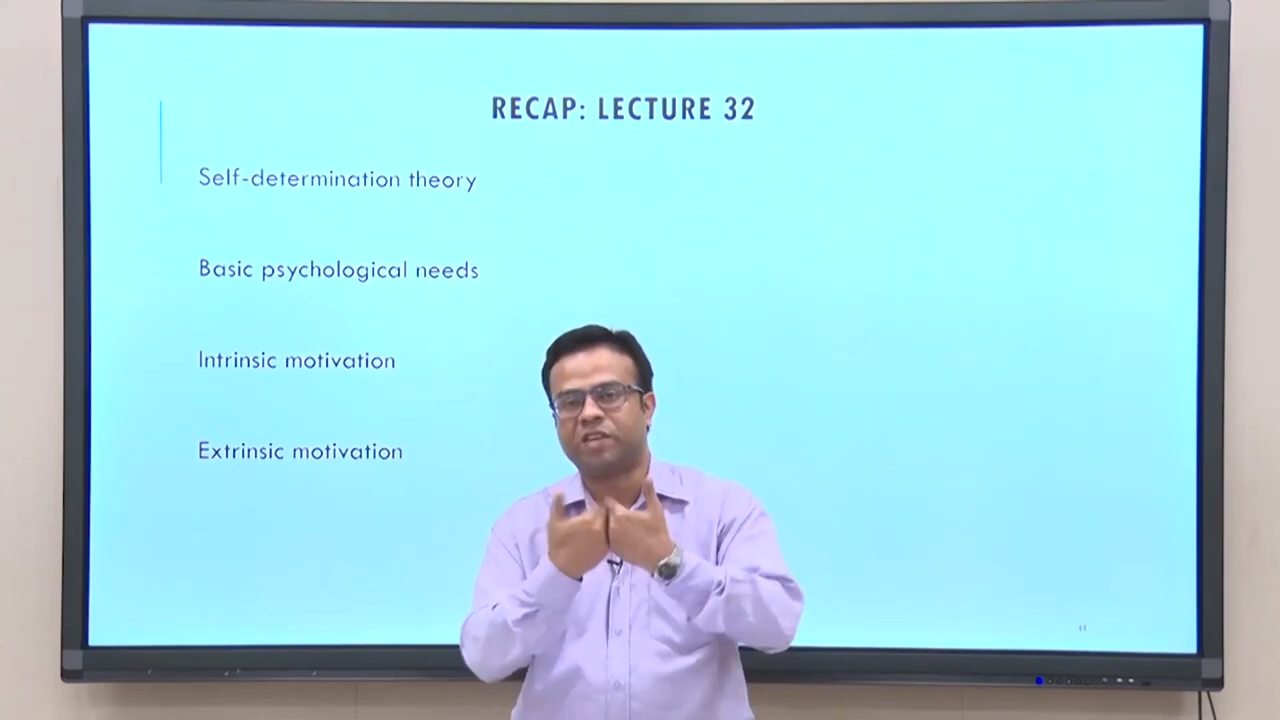 RECAP: LECTURE 32
Self-determination theory
Basic psychological needs
Intrinsic motivation
Extrinsic motivation